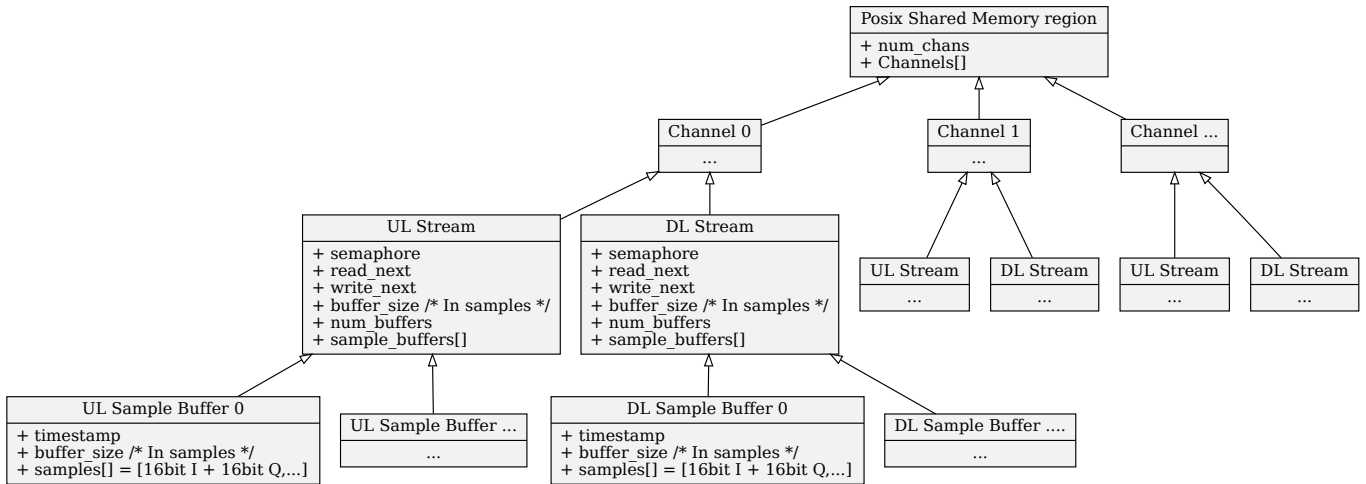 Posix Shared Memory region
+ num_chans
+ Channels[]
Channel 0
...
Channel 1
...
Channel ...
UL Stream
+ semaphore
+ read_next
+ write_next
+ buffer_size /* In samples */
+ num_buffers
+ sample_buffers[]
DL Stream
+ semaphore
+ read_next
+ write_next
+ buffer_size /* In samples */
+ num_buffers
+ sample_buffers[]
UL Stream
...
DL Stream
...
UL Stream
...
DL Stream
...
UL Sample Buffer 0
+ timestamp
+ buffer_size /* In samples */
+ samples[] = [16bit I + 16bit Q,...]
UL Sample Buffer ...
...
DL Sample Buffer 0
+ timestamp
+ buffer_size /* In samples */
+ samples[] = [16bit I + 16bit Q,...]
DL Sample Buffer ....
...